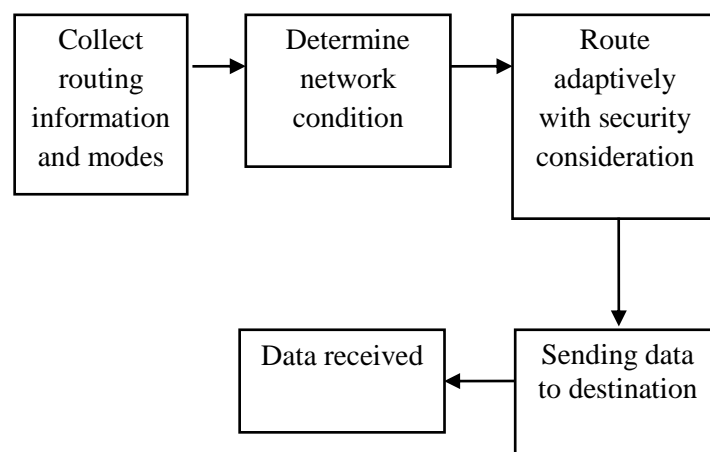 Collect
routing
information
and modes
Determine
network
condition
Route
adaptively
with security
consideration
Sending data
to destination
Data received